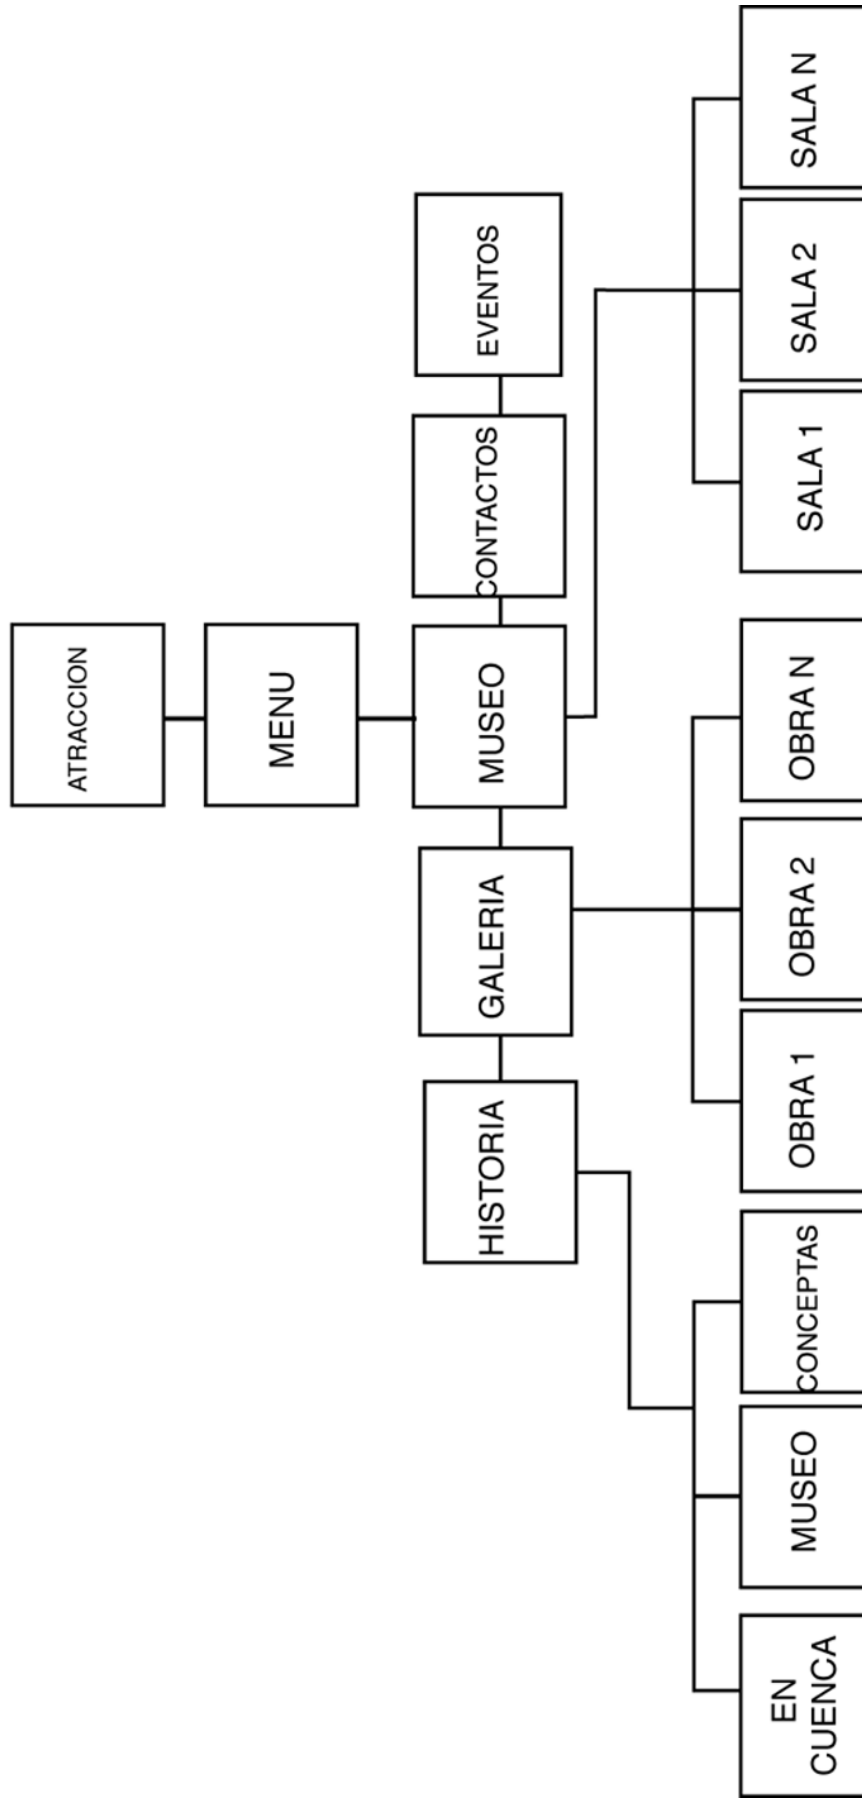 ATRACCION
MENU
HISTORIA
GALERIA
MUSEO
CONTACTOS
EVENTOS
EN
CUENCA
MUSEO
CONCEPTAS
OBRA 1
OBRA 2
OBRA N
SALA 1
SALA 2
SALA N